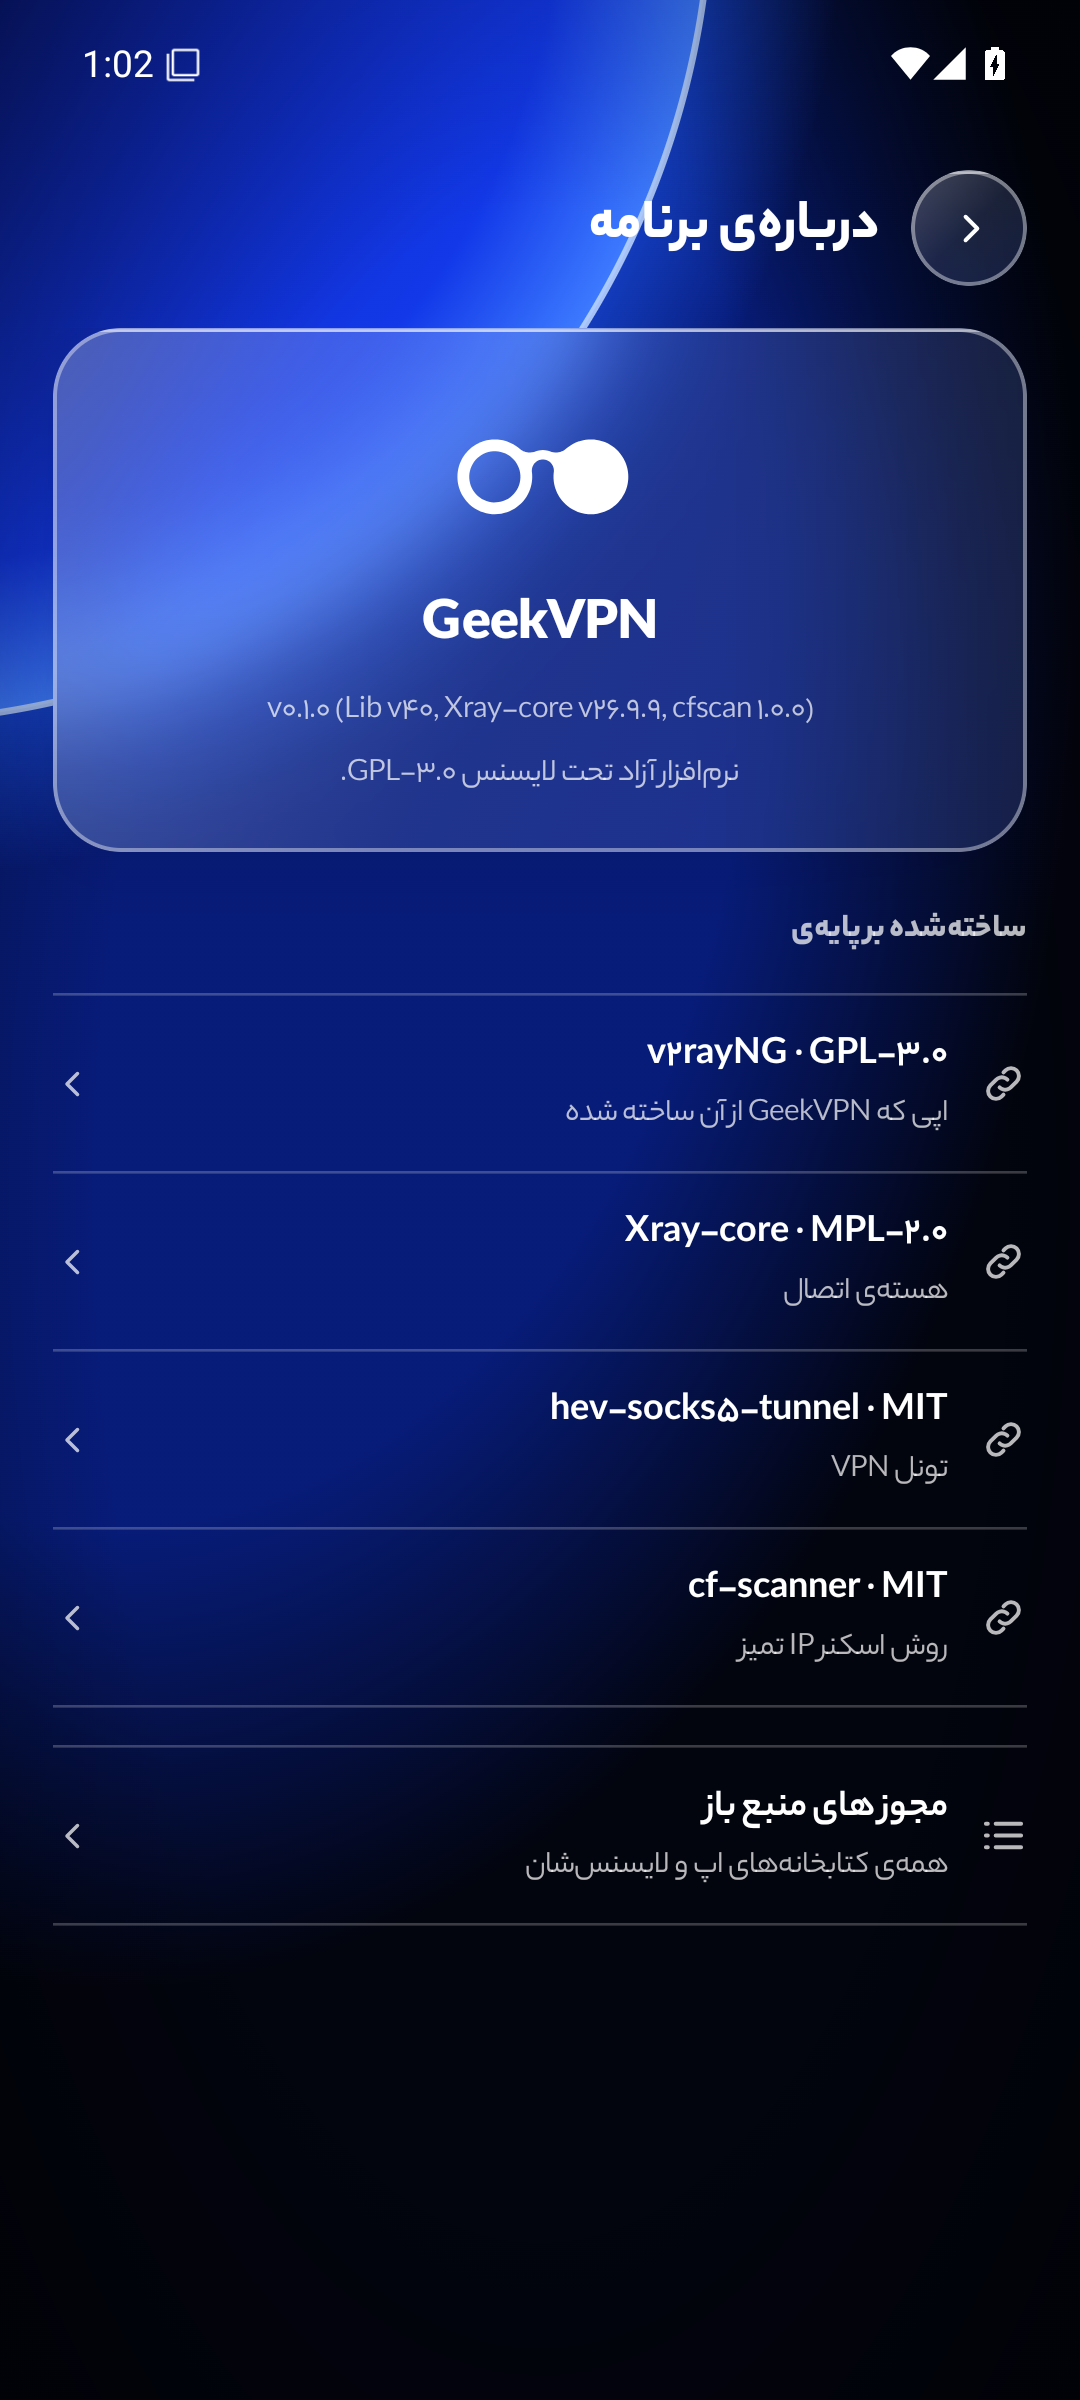 1:02
درباره‌ی برنامه
GeekVPN
v۰.۱.۰ (Lib v۴۰, Xray-core v۲۶.۹.۹, cfscan ۱.۰.۰)
نرم‌افزار آزاد تحت لایسنس GPL-۳.۰.
ساخته‌شده بر پایه‌ی
v۲rayNG · GPL-۳.۰
اپی که GeekVPN از آن ساخته شده
Xray-core · MPL-۲.۰
هسته‌ی اتصال
hev-socks۵-tunnel · MIT
تونل VPN
cf-scanner · MIT
روش اسکنر IP تمیز
مجوزهای منبع باز
همه‌ی کتابخانه‌های اپ و لایسنس‌شان